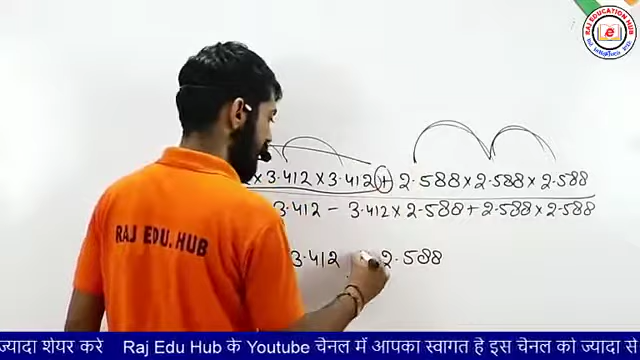 RAJ EDUCATION HUB
× 3.412 × 3.412 + 2.588 × 2.588 × 2.588
3.412 - 3.412 × 2.588 + 2.588 × 2.588
RAJ EDU. HUB
3.412 2.588
ज्यादा शेयर करे Raj Edu Hub के Youtube चेनल में आपका स्वागत है इस चेनल को ज्यादा से